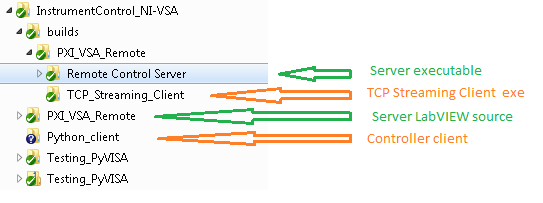 InstrumentControl_NI-VSA
builds
PXI_VSA_Remote
Remote Control Server Server executable
TCP_Streaming_Client TCP Streaming Client exe
PXI_VSA_Remote Server LabVIEW source
Python_client Controller client
Testing_PyVISA
Testing_PyVISA